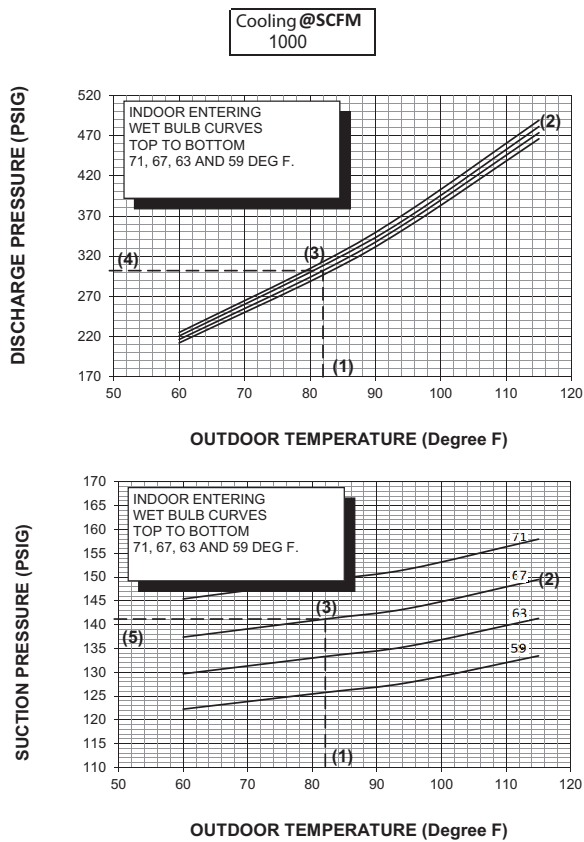 Cooling @SCFM
1000
DISCHARGE PRESSURE (PSIG)
520
470
420
370
320
270
220
170
INDOOR ENTERING
WET BULB CURVES
TOP TO BOTTOM
71, 67, 63 AND 59 DEG F.
(2)
(3)
(4)
(1)
50 60 70 80 90 100 110 120
OUTDOOR TEMPERATURE (Degree F)
SUCTION PRESSURE (PSIG)
170
165
160
155
150
145
140
135
130
125
120
115
110
INDOOR ENTERING
WET BULB CURVES
TOP TO BOTTOM
71, 67, 63 AND 59 DEG F.
71
67
(2)
63
59
(3)
(5)
(1)
50 60 70 80 90 100 110 120
OUTDOOR TEMPERATURE (Degree F)